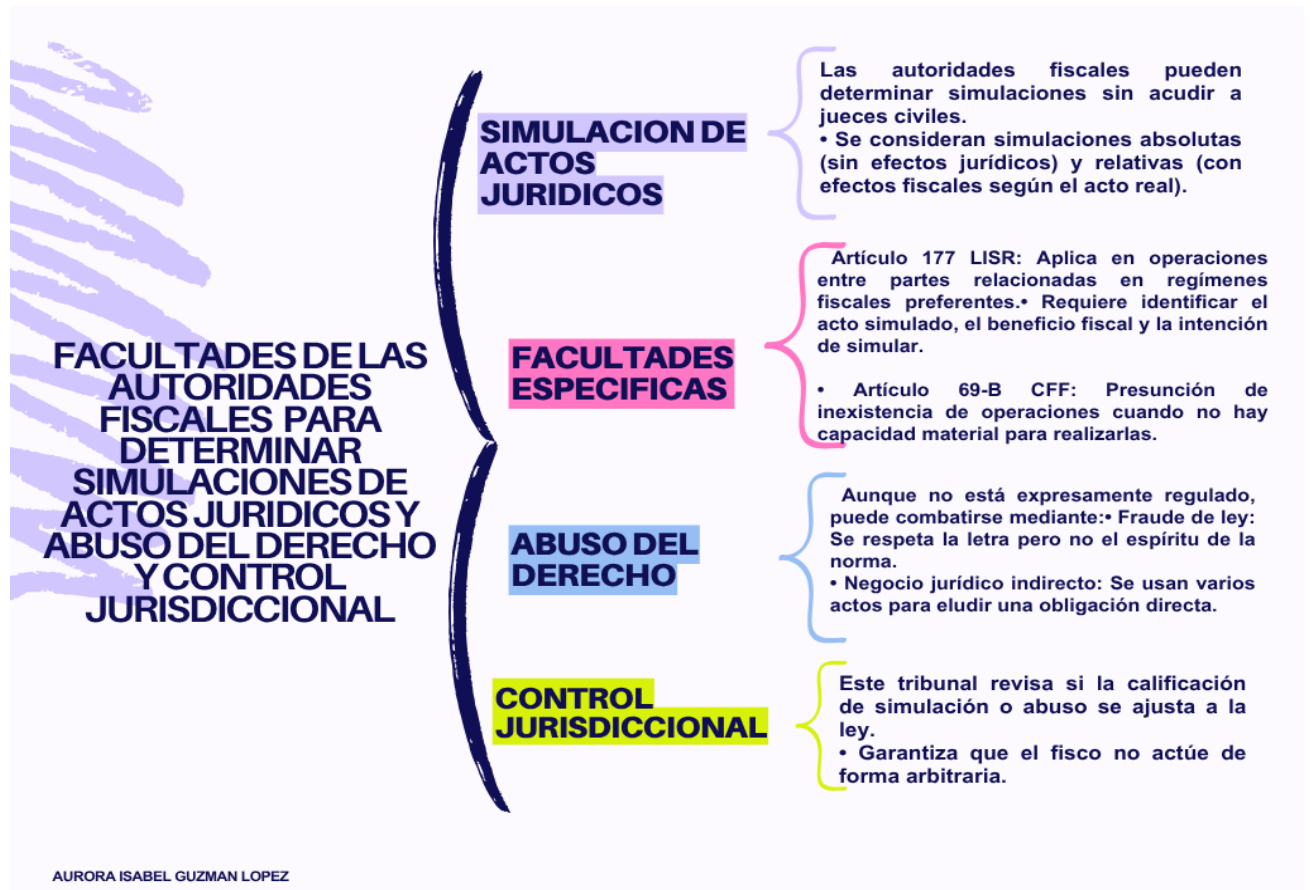 FACULTADES DE LAS
AUTORIDADES
FISCALES PARA
DETERMINAR
SIMULACIONES DE
ACTOS JURIDICOS Y
ABUSO DEL DERECHO
Y CONTROL
JURISDICCIONAL
SIMULACION DE
ACTOS
JURIDICOS
Las autoridades fiscales pueden
determinar simulaciones sin acudir a
jueces civiles.
• Se consideran simulaciones absolutas
(sin efectos jurídicos) y relativas (con
efectos fiscales según el acto real).
FACULTADES
ESPECIFICAS
Artículo 177 LISR: Aplica en operaciones
entre partes relacionadas en regímenes
fiscales preferentes.• Requiere identificar el
acto simulado, el beneficio fiscal y la intención
de simular.
• Artículo 69-B CFF: Presunción de
inexistencia de operaciones cuando no hay
capacidad material para realizarlas.
ABUSO DEL
DERECHO
Aunque no está expresamente regulado,
puede combatirse mediante:• Fraude de ley:
Se respeta la letra pero no el espíritu de la
norma.
• Negocio jurídico indirecto: Se usan varios
actos para eludir una obligación directa.
CONTROL
JURISDICCIONAL
Este tribunal revisa si la calificación
de simulación o abuso se ajusta a la
ley.
• Garantiza que el fisco no actúe de
forma arbitraria.
AURORA ISABEL GUZMAN LOPEZ